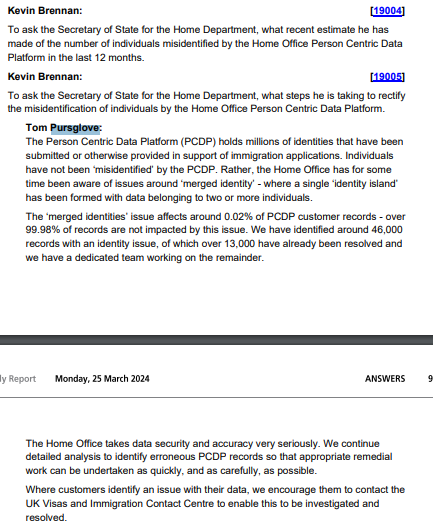 Kevin Brennan: [19004]
To ask the Secretary of State for the Home Department, what recent estimate he has
made of the number of individuals misidentified by the Home Office Person Centric Data
Platform in the last 12 months.
Kevin Brennan: [19005]
To ask the Secretary of State for the Home Department, what steps he is taking to rectify
the misidentification of individuals by the Home Office Person Centric Data Platform.
Tom Pursglove:
The Person Centric Data Platform (PCDP) holds millions of identities that have been
submitted or otherwise provided in support of immigration applications. Individuals
have not been ‘misidentified’ by the PCDP. Rather, the Home Office has for some
time been aware of issues around ‘merged identity’ - where a single ‘identity island’
has been formed with data belonging to two or more individuals.
The ‘merged identities’ issue affects around 0.02% of PCDP customer records - over
99.98% of records are not impacted by this issue. We have identified around 46,000
records with an identity issue, of which over 13,000 have already been resolved and
we have a dedicated team working on the remainder.
ly Report Monday, 25 March 2024 ANSWERS 9
The Home Office takes data security and accuracy very seriously. We continue
detailed analysis to identify erroneous PCDP records so that appropriate remedial
work can be undertaken as quickly, and as carefully, as possible.
Where customers identify an issue with their data, we encourage them to contact the
UK Visas and Immigration Contact Centre to enable this to be investigated and
resolved.